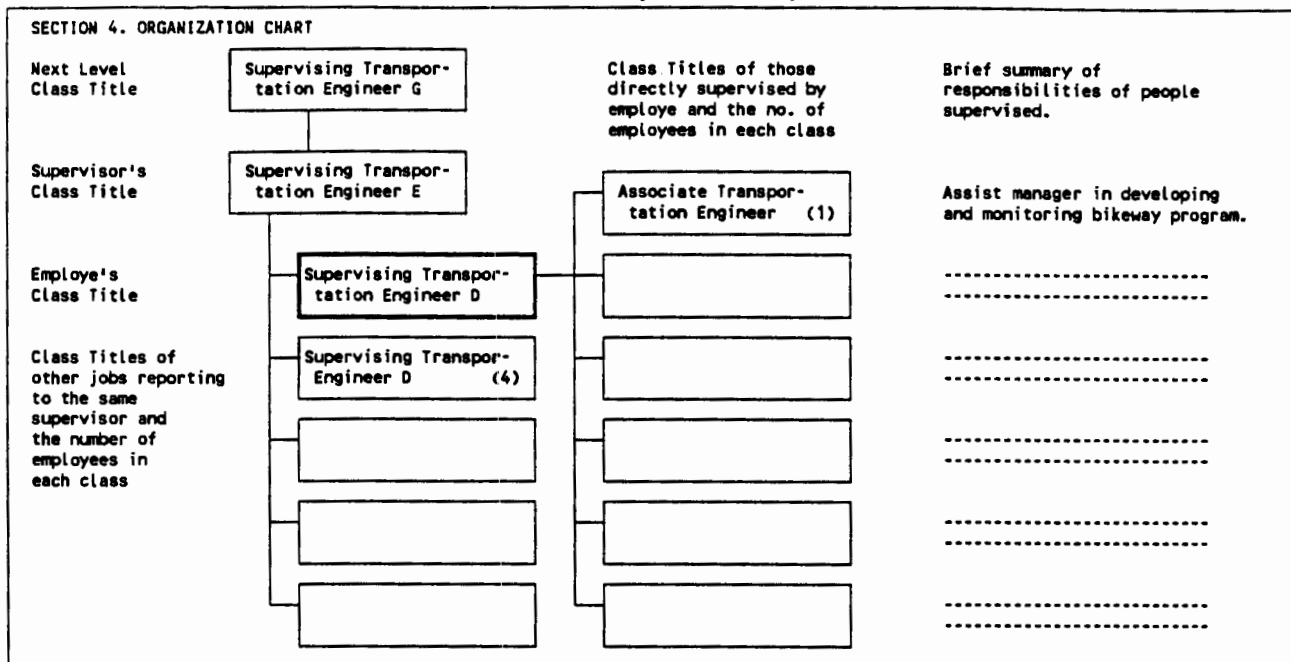 SECTION 4. ORGANIZATION CHART
Next Level
Class Title
Supervising Transpor-
tation Engineer G
Class Titles of those
directly supervised by
employe and the no. of
employees in each class
Brief summary of
responsibilities of people
supervised.
Supervisor's
Class Title
Supervising Transpor-
tation Engineer E
Associate Transpor-
tation Engineer (1)
Assist manager in developing
and monitoring bikeway program.
Employe's
Class Title
Supervising Transpor-
tation Engineer D
Class Titles of
other jobs reporting
to the same
supervisor and
the number of
employees in
each class
Supervising Transpor-
Engineer D (4)